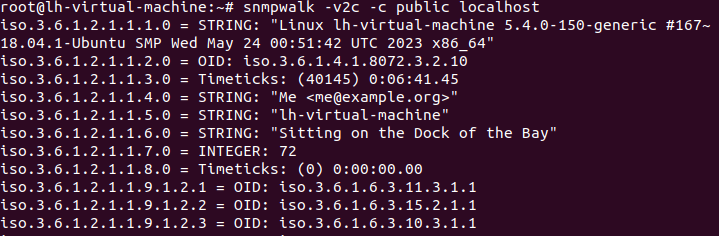 root@lh-virtual-machine:~# snmpwalk -v2c -c public localhost
iso.3.6.1.2.1.1.1.0 = STRING: "Linux lh-virtual-machine 5.4.0-150-generic #167~
18.04.1-Ubuntu SMP Wed May 24 00:51:42 UTC 2023 x86_64"
iso.3.6.1.2.1.1.2.0 = OID: iso.3.6.1.4.1.8072.3.2.10
iso.3.6.1.2.1.1.3.0 = Timeticks: (40145) 0:06:41.45
iso.3.6.1.2.1.1.4.0 = STRING: "Me <me@example.org>"
iso.3.6.1.2.1.1.5.0 = STRING: "lh-virtual-machine"
iso.3.6.1.2.1.1.6.0 = STRING: "Sitting on the Dock of the Bay"
iso.3.6.1.2.1.1.7.0 = INTEGER: 72
iso.3.6.1.2.1.1.8.0 = Timeticks: (0) 0:00:00.00
iso.3.6.1.2.1.1.9.1.2.1 = OID: iso.3.6.1.6.3.11.3.1.1
iso.3.6.1.2.1.1.9.1.2.2 = OID: iso.3.6.1.6.3.15.2.1.1
iso.3.6.1.2.1.1.9.1.2.3 = OID: iso.3.6.1.6.3.10.3.1.1